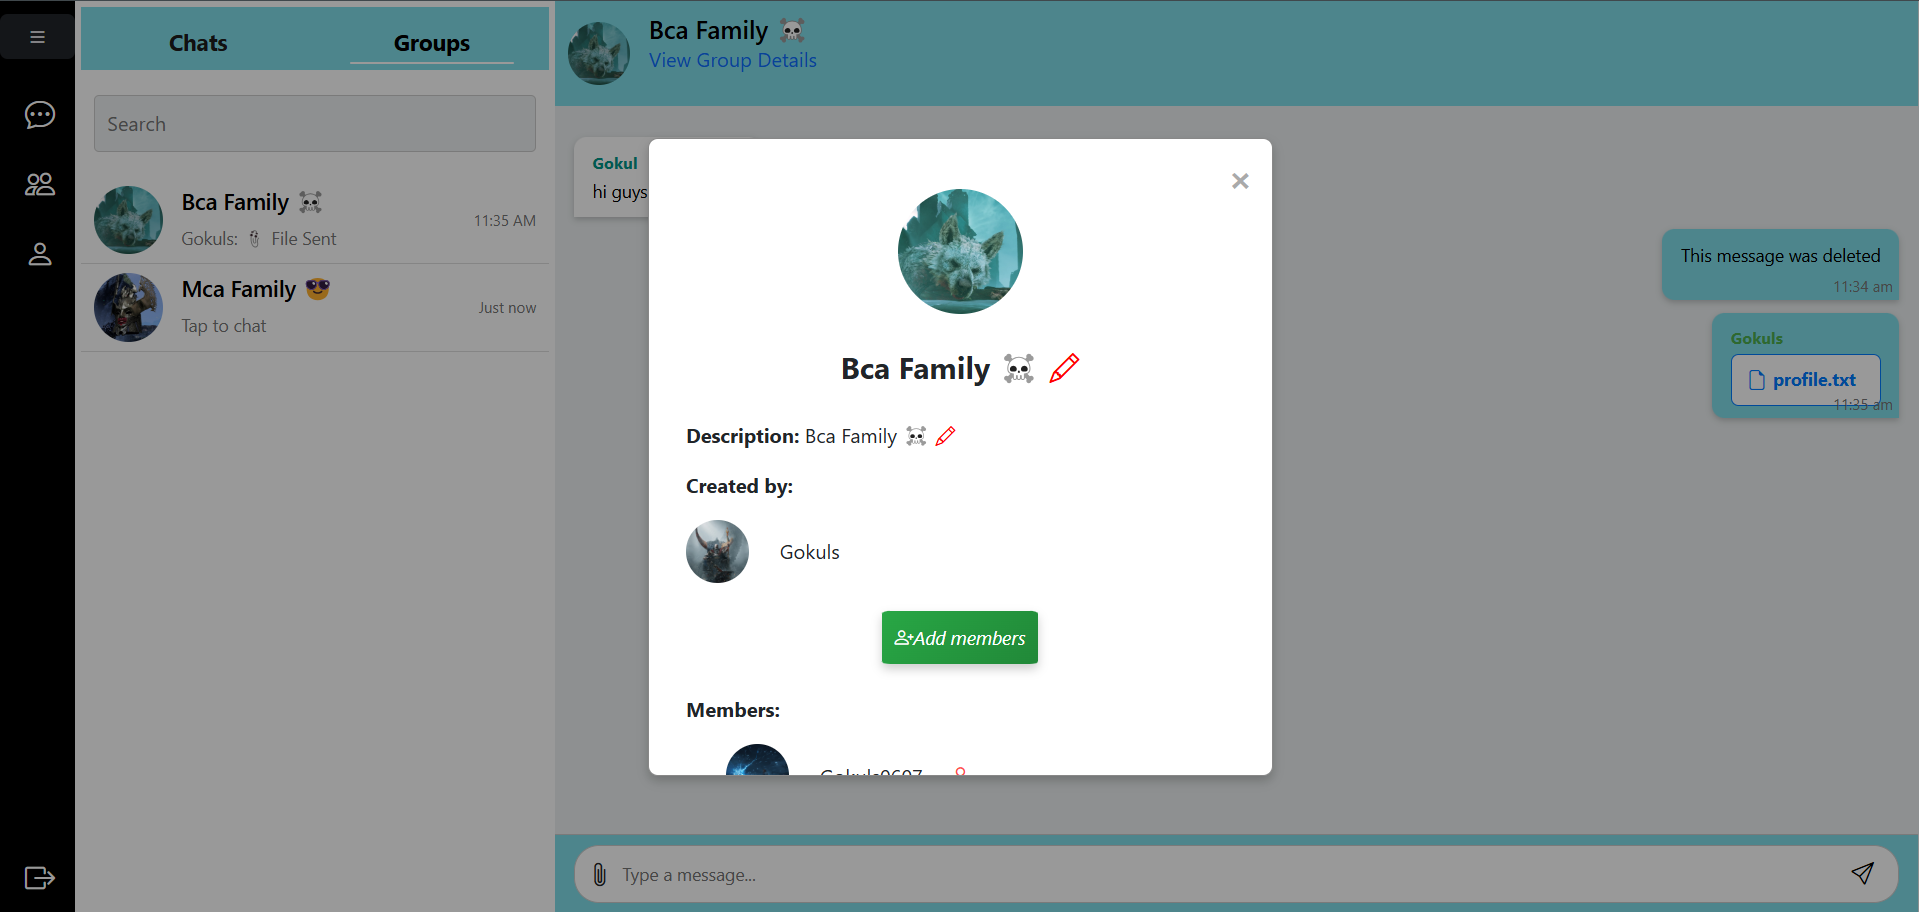 Chats
Groups
Search
Bca Family ☠️
11:35 AM
Gokuls: 📎 File Sent
Mca Family 😎
Just now
Tap to chat
Bca Family ☠️
View Group Details
Gokul
hi guys
This message was deleted
11:34 am
Gokuls
profile.txt
11:35 am
×
Bca Family ☠️
Description: Bca Family ☠️
Created by:
Gokuls
Add members
Members:
Gokuls0607
Type a message...